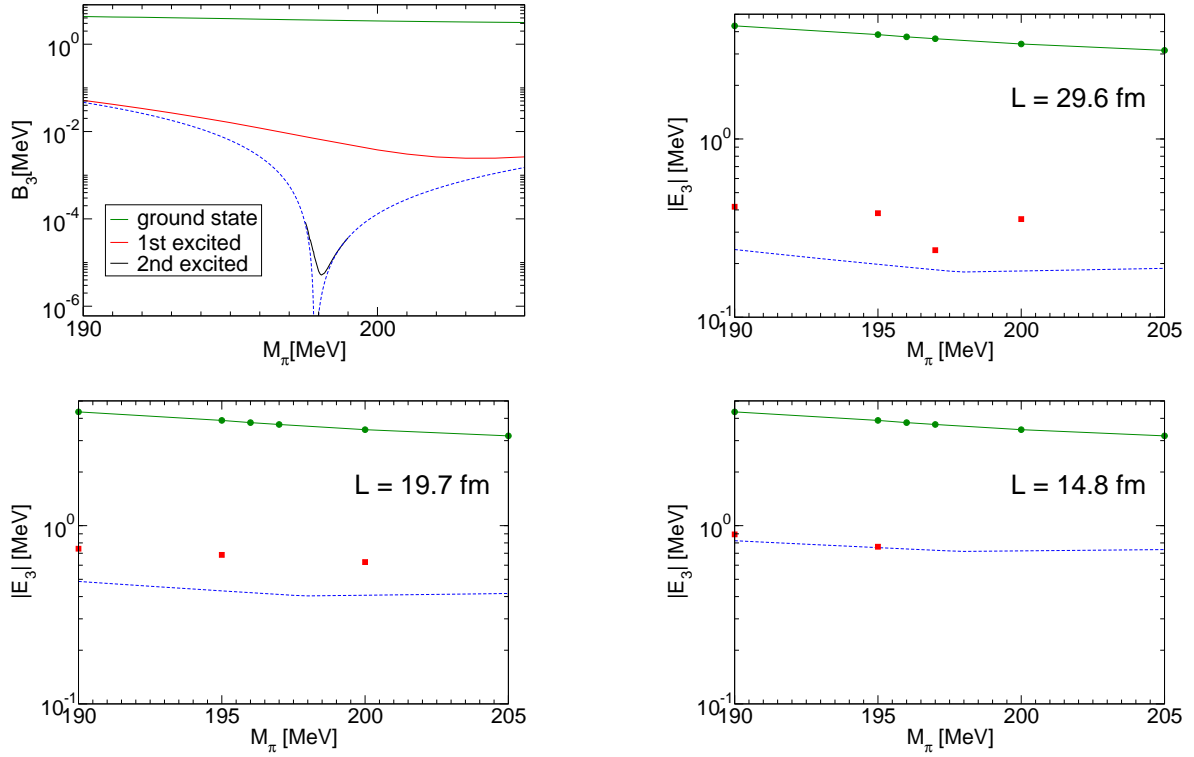 10^0
10^-2
10^-4
10^-6
B_3[MeV]
ground state
1st excited
2nd excited
190
200
M_π[MeV]
10^0
10^-1
|E_3| [MeV]
L = 29.6 fm
190
195
200
205
M_π [MeV]
10^0
10^-1
|E_3| [MeV]
L = 19.7 fm
190
195
200
205
M_π [MeV]
10^0
10^-1
|E_3| [MeV]
L = 14.8 fm
190
195
200
205
M_π [MeV]